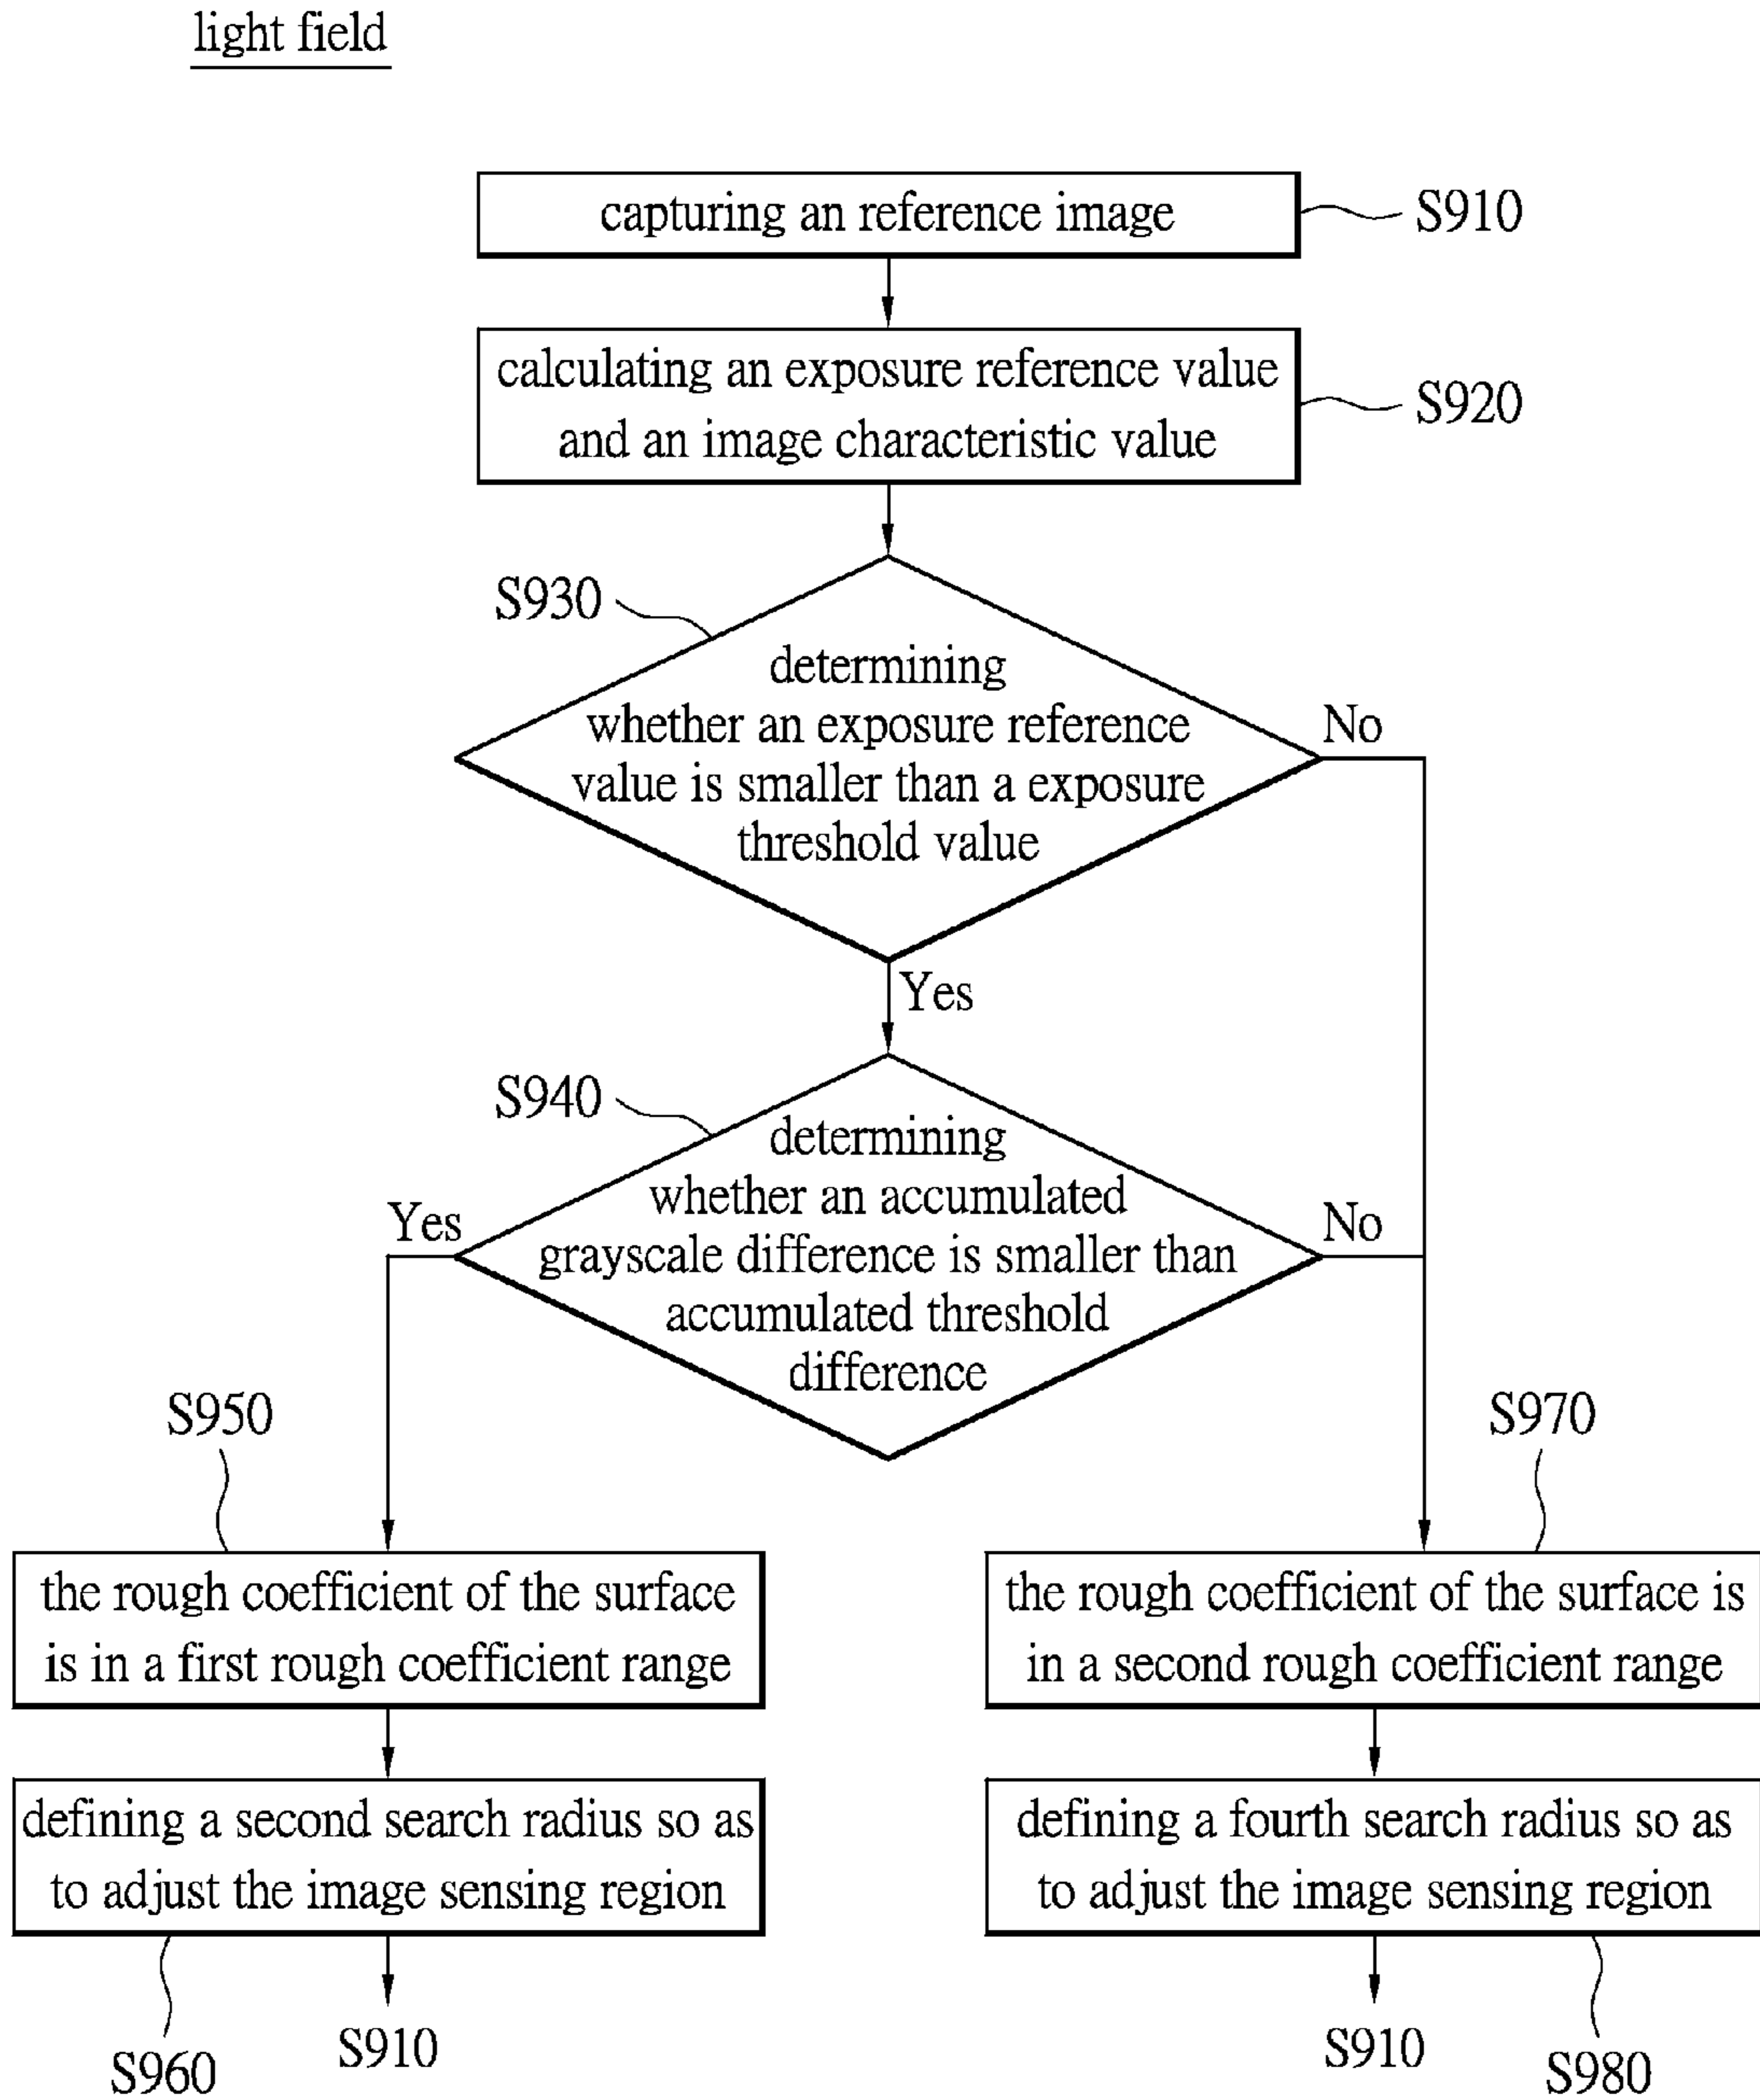 light field
capturing an reference image
S910
calculating an exposure reference value
and an image characteristic value
S920
S930
determining
whether an exposure reference
value is smaller than a exposure
threshold value
No
Yes
S940
determining
whether an accumulated
grayscale difference is smaller than
accumulated threshold
difference
Yes
No
S950
the rough coefficient of the surface
is in a first rough coefficient range
S970
the rough coefficient of the surface is
in a second rough coefficient range
defining a second search radius so as
to adjust the image sensing region
S960
S910
defining a fourth search radius so as
to adjust the image sensing region
S910
S980